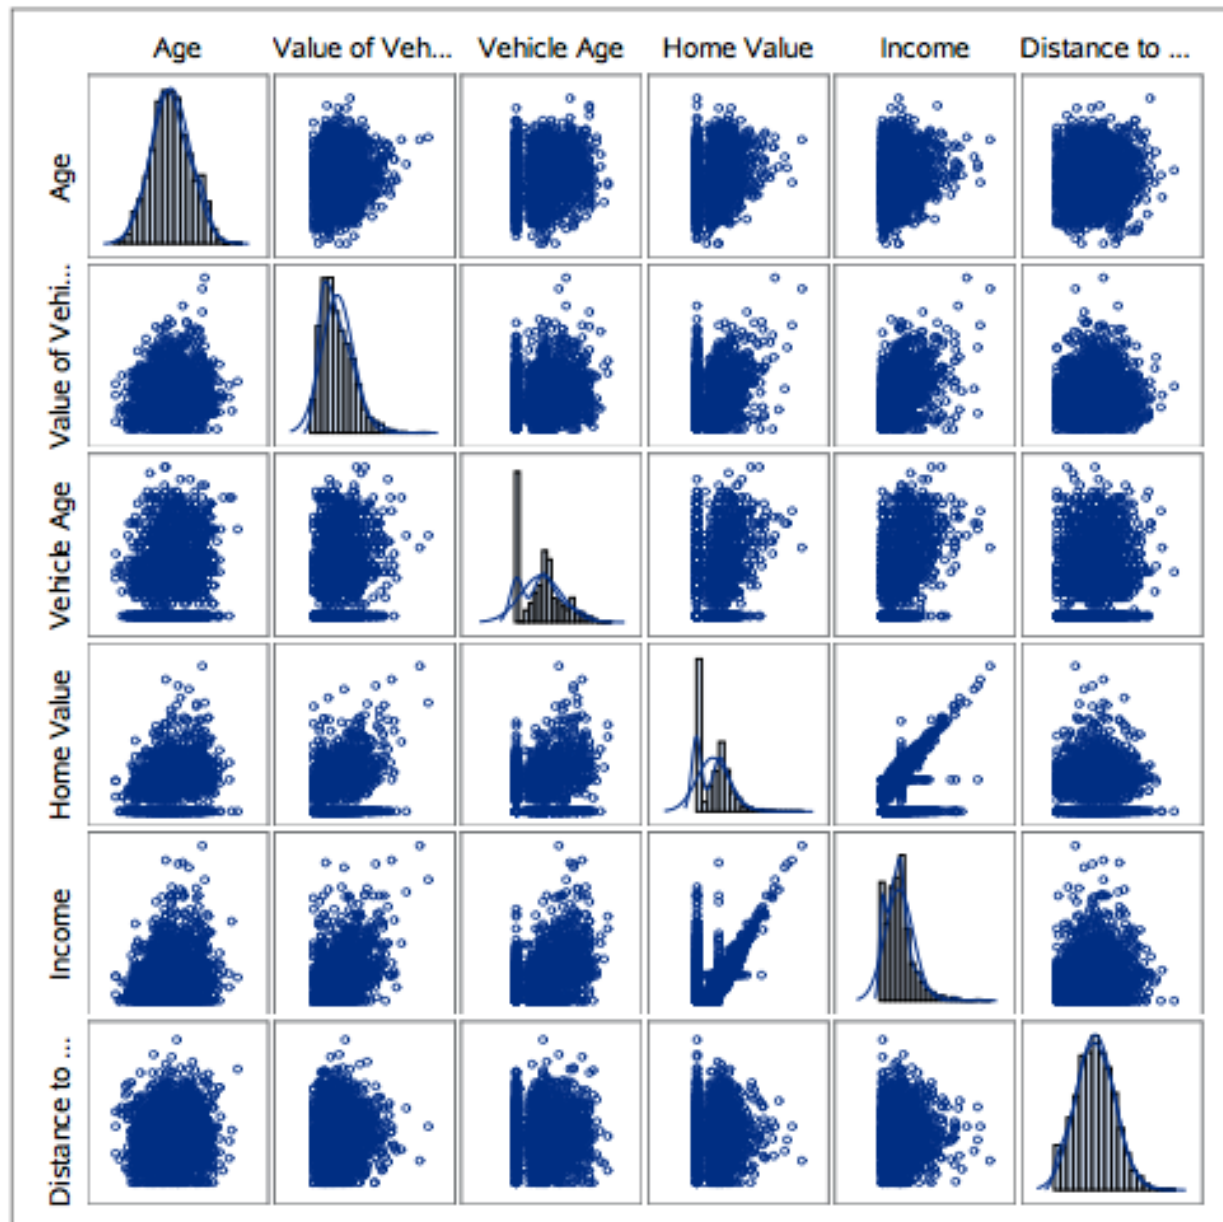 Age Value of Veh... Vehicle Age Home Value Income Distance to ...
Age
Value of Vehi...
Vehicle Age
Home Value
Income
Distance to ...